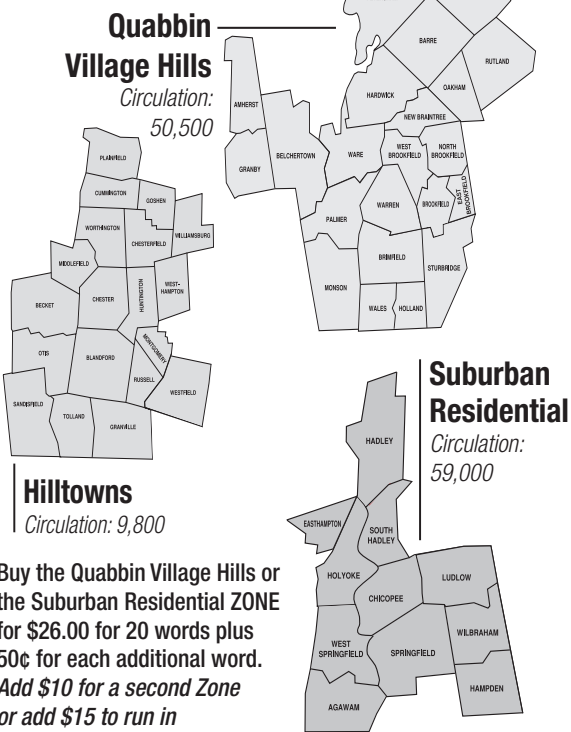 Quabbin
Village Hills
Circulation:
50,500
BARRE
RUTLAND
HARDWICK
OAKHAM
NEW BRAINTREE
AMHERST
GRANBY
BELCHERTOWN
WARE
WEST
BROOKFIELD
NORTH
BROOKFIELD
EAST
BROOKFIELD
BROOKFIELD
WARREN
PALMER
BRIMFIELD
STURBRIDGE
MONSON
WALES
HOLLAND
PLAINFIELD
CUMMINGTON
GOSHEN
WORTHINGTON
CHESTERFIELD
WILLIAMSBURG
MIDDLEFIELD
BECKET
CHESTER
HUNTINGTON
WEST-
HAMPTON
OTIS
BLANDFORD
MONTGOMERY
RUSSELL
WESTFIELD
SANDISFIELD
TOLLAND
GRANVILLE
Hilltowns
Circulation: 9,800
Suburban
Residential
Circulation:
59,000
HADLEY
EASTHAMPTON
SOUTH
HADLEY
HOLYOKE
CHICOPEE
LUDLOW
WEST
SPRINGFIELD
SPRINGFIELD
WILBRAHAM
AGAWAM
HAMPDEN
Buy the Quabbin Village Hills or
the Suburban Residential ZONE
for $26.00 for 20 words plus
50¢ for each additional word.
Add $10 for a second Zone
or add $15 to run in